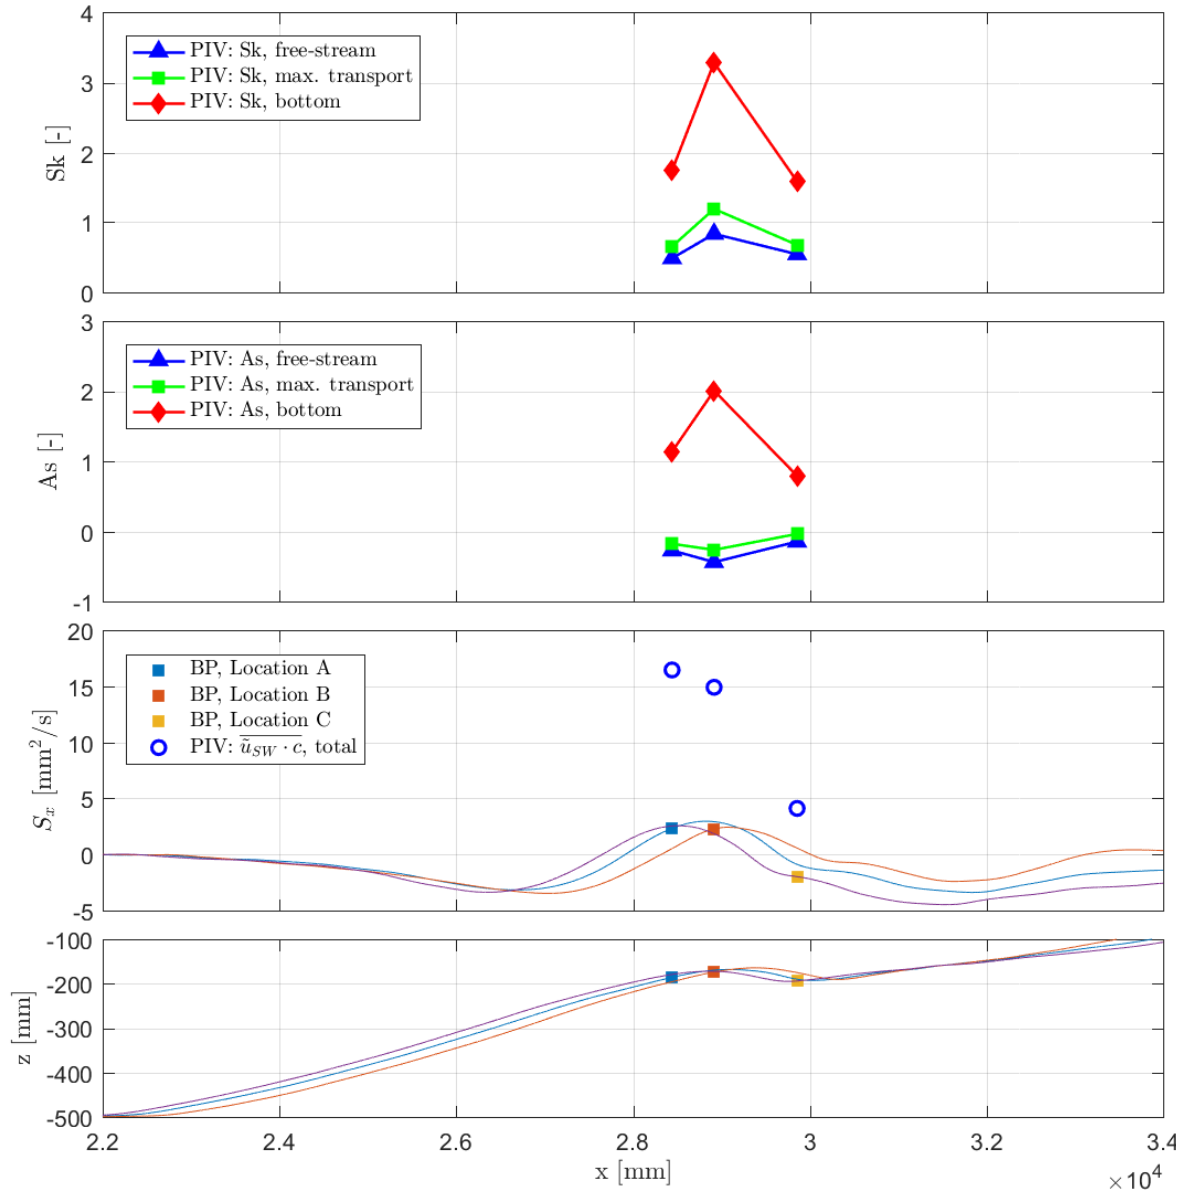 4
3
2
1
0
Sk [-]
PIV: Sk, free-stream
PIV: Sk, max. transport
PIV: Sk, bottom
3
2
1
0
-1
As [-]
PIV: As, free-stream
PIV: As, max. transport
PIV: As, bottom
20
15
10
5
0
-5
S_x [mm²/s]
BP, Location A
BP, Location B
BP, Location C
PIV: \overline{\tilde{u}_{SW} · c}, total
-100
-200
-300
-400
-500
z [mm]
2.2 2.4 2.6 2.8 3 3.2 3.4
x [mm]
×10⁴